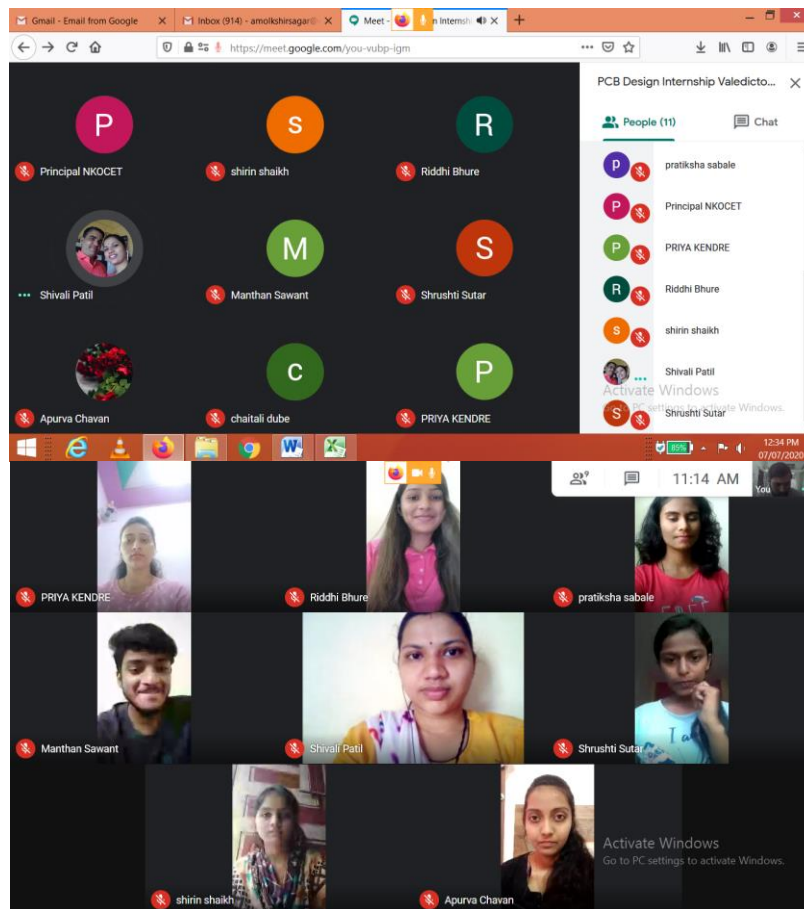 Gmail - Email from Google
Inbox (914) - amolkshirsagar@
Meet -
n Internshi
https://meet.google.com/you-vubp-igm
PCB Design Internship Valedicto...
People (11)
Chat
P
S
R
Principal NKOCET
shirin shaikh
Riddhi Bhure
M
S
Shivali Patil
Manthan Sawant
Shrushti Sutar
c
P
Apurva Chavan
chaitali dube
PRIYA KENDRE
p
pratiksha sabale
P
Principal NKOCET
P
PRIYA KENDRE
R
Riddhi Bhure
s
shirin shaikh
Shivali Patil
Activate Windows
Go to PC settings to activate Windows.
S
Shrushti Sutar
85%
12:34 PM
07/07/2020
9
11:14 AM
You
PRIYA KENDRE
Riddhi Bhure
pratiksha sabale
Manthan Sawant
Shivali Patil
Shrushti Sutar
shirin shaikh
Apurva Chavan
Activate Windows
Go to PC settings to activate Windows.